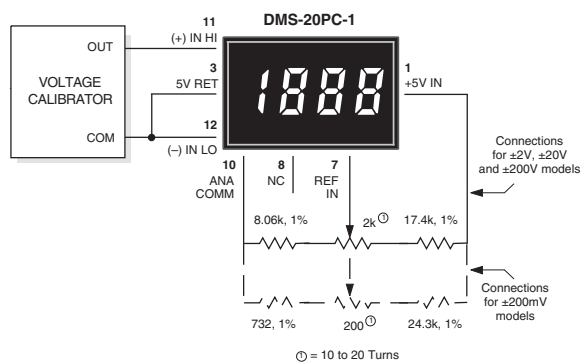 DMS-20PC-1
11
(+) IN HI
OUT
VOLTAGE
CALIBRATOR
COM
3
5V RET
12
(–) IN LO
1888
1
+5V IN
10
ANA
COMM
8
NC
7
REF
IN
Connections
for ±2V, ±20V
and ±200V models
8.06k, 1%
2k①
17.4k, 1%
Connections
for ±200mV
models
732, 1%
200①
24.3k, 1%
① = 10 to 20 Turns